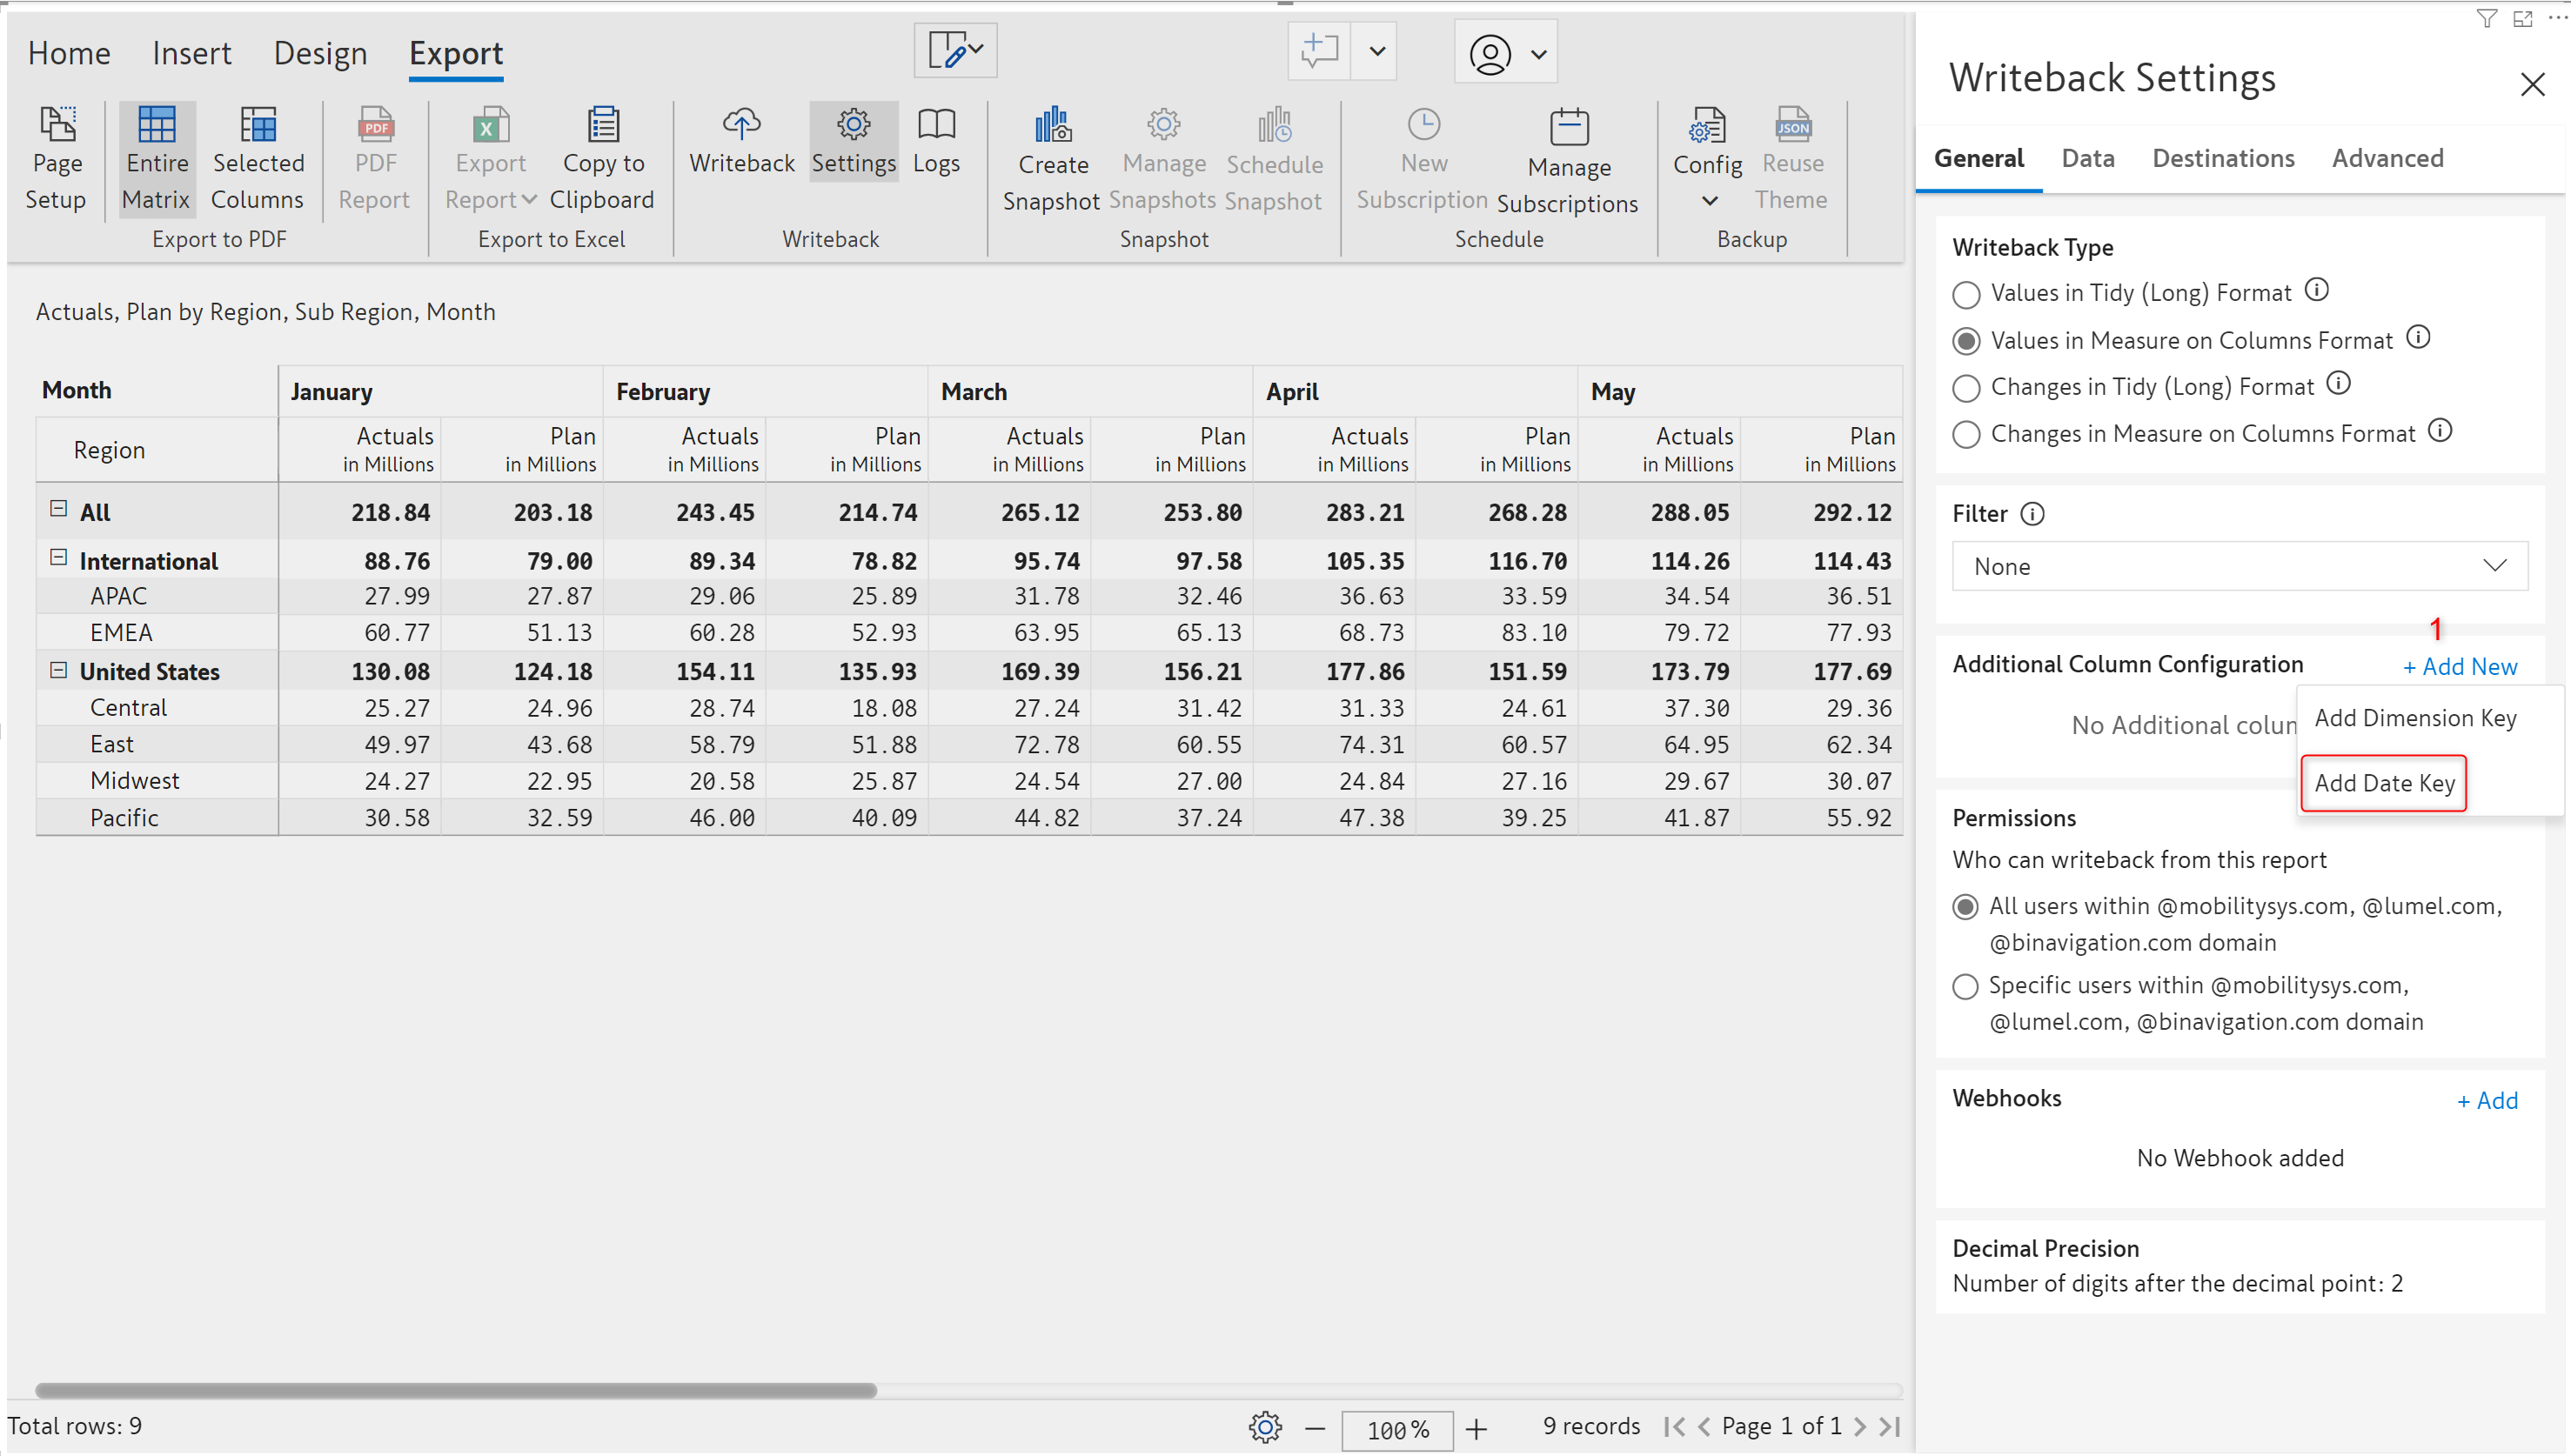 Home Insert Design Export
Page Setup
Entire Matrix
Selected Columns
Export to PDF
PDF Report
Export Report
Copy to Clipboard
Export to Excel
Writeback
Settings
Logs
Writeback
Create Snapshot
Manage Snapshots
Schedule Snapshot
Snapshot
New Subscription
Manage Subscriptions
Schedule
Config
JSON
Reuse Theme
Backup
Actuals, Plan by Region, Sub Region, Month
Month January February March April May
Region Actuals Plan Actuals Plan Actuals Plan Actuals Plan Actuals Plan
in Millions in Millions in Millions in Millions in Millions in Millions in Millions in Millions in Millions in Millions
All 218.84 203.18 243.45 214.74 265.12 253.80 283.21 268.28 288.05 292.12
International 88.76 79.00 89.34 78.82 95.74 97.58 105.35 116.70 114.26 114.43
APAC 27.99 27.87 29.06 25.89 31.78 32.46 36.63 33.59 34.54 36.51
EMEA 60.77 51.13 60.28 52.93 63.95 65.13 68.73 83.10 79.72 77.93
United States 130.08 124.18 154.11 135.93 169.39 156.21 177.86 151.59 173.79 177.69
Central 25.27 24.96 28.74 18.08 27.24 31.42 31.33 24.61 37.30 29.36
East 49.97 43.68 58.79 51.88 72.78 60.55 74.31 60.57 64.95 62.34
Midwest 24.27 22.95 20.58 25.87 24.54 27.00 24.84 27.16 29.67 30.07
Pacific 30.58 32.59 46.00 40.09 44.82 37.24 47.38 39.25 41.87 55.92
Total rows: 9
100%
9 records
Page 1 of 1
Writeback Settings
General Data Destinations Advanced
Writeback Type
Values in Tidy (Long) Format
Values in Measure on Columns Format
Changes in Tidy (Long) Format
Changes in Measure on Columns Format
Filter
None
1
Additional Column Configuration + Add New
No Additional colum
Add Dimension Key
Add Date Key
Permissions
Who can writeback from this report
All users within @mobilitysys.com, @lumel.com,
@binavigation.com domain
Specific users within @mobilitysys.com,
@lumel.com, @binavigation.com domain
Webhooks + Add
No Webhook added
Decimal Precision
Number of digits after the decimal point: 2